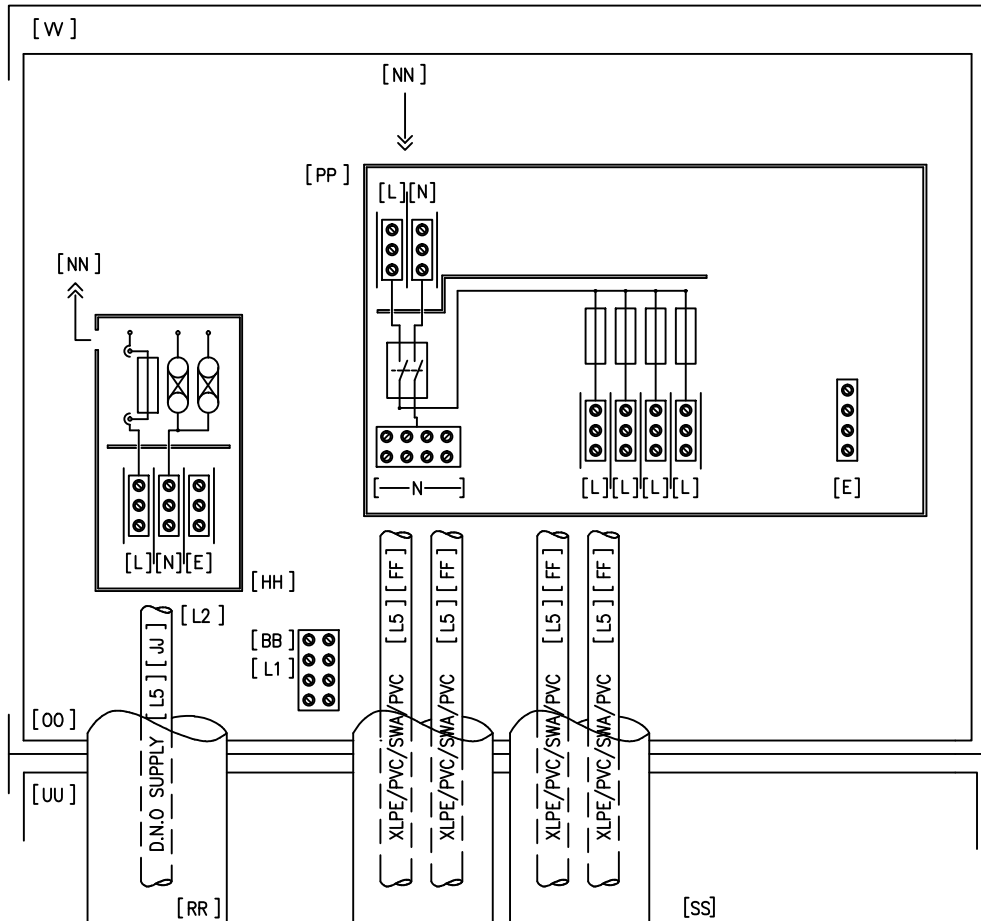 [VV]
[NN]
[PP]
[L][N]
[NN]
[N]
[L][L][L][L]
[E]
[L][N][E]
[HH]
[L2]
[BB]
[L1]
[OO]
[UU]
D.N.O SUPPLY [L5][JJ]
XLPE/PVC/SWA/PVC [L5][FF]
XLPE/PVC/SWA/PVC [L5][FF]
XLPE/PVC/SWA/PVC [L5][FF]
XLPE/PVC/SWA/PVC [L5][FF]
[RR]
[SS]